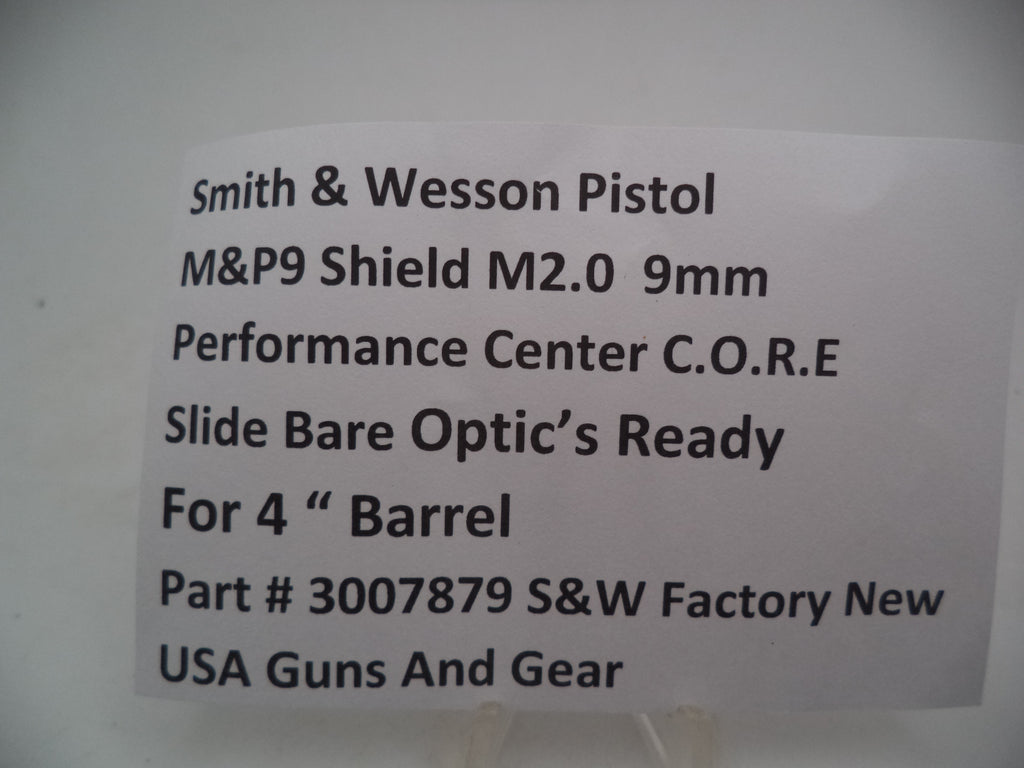 Smith & Wesson Pistol
M&P9 Shield M2.0 9mm
Performance Center C.O.R.E
Slide Bare Optic’s Ready
For 4 “ Barrel
Part # 3007879 S&W Factory New
USA Guns And Gear